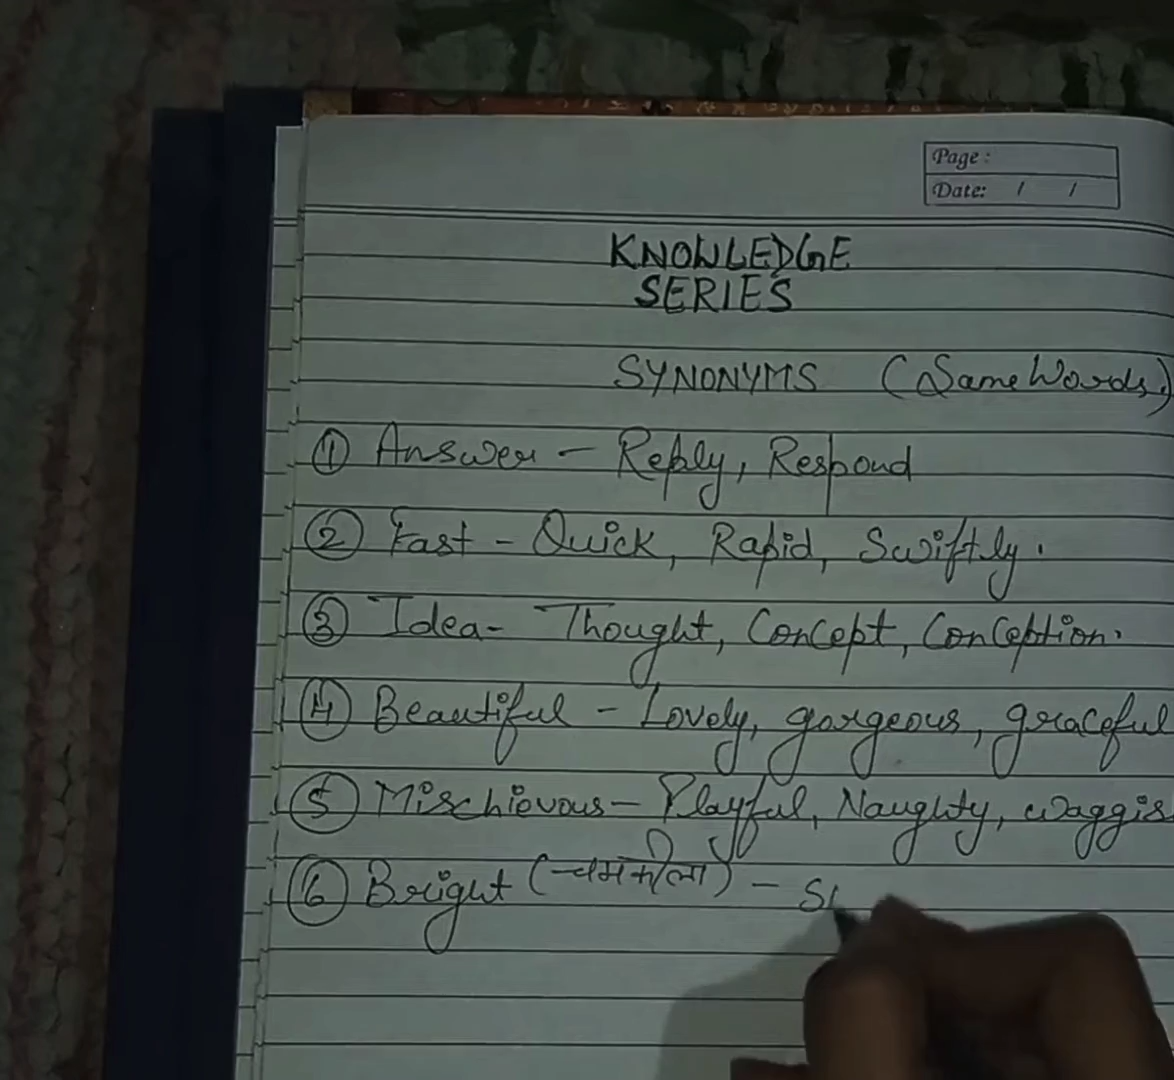 Page :
Date: / /
KNOWLEDGE
SERIES
SYNONYMS (Same Words)
① Answer – Reply, Respond
② Fast – Quick, Rapid, Swiftly.
③ Idea – Thought, Concept, Conception.
④ Beautiful – Lovely, gorgeous, graceful
⑤ Mischievous – Playful, Naughty, waggis
⑥ Bright (चमकीला) –